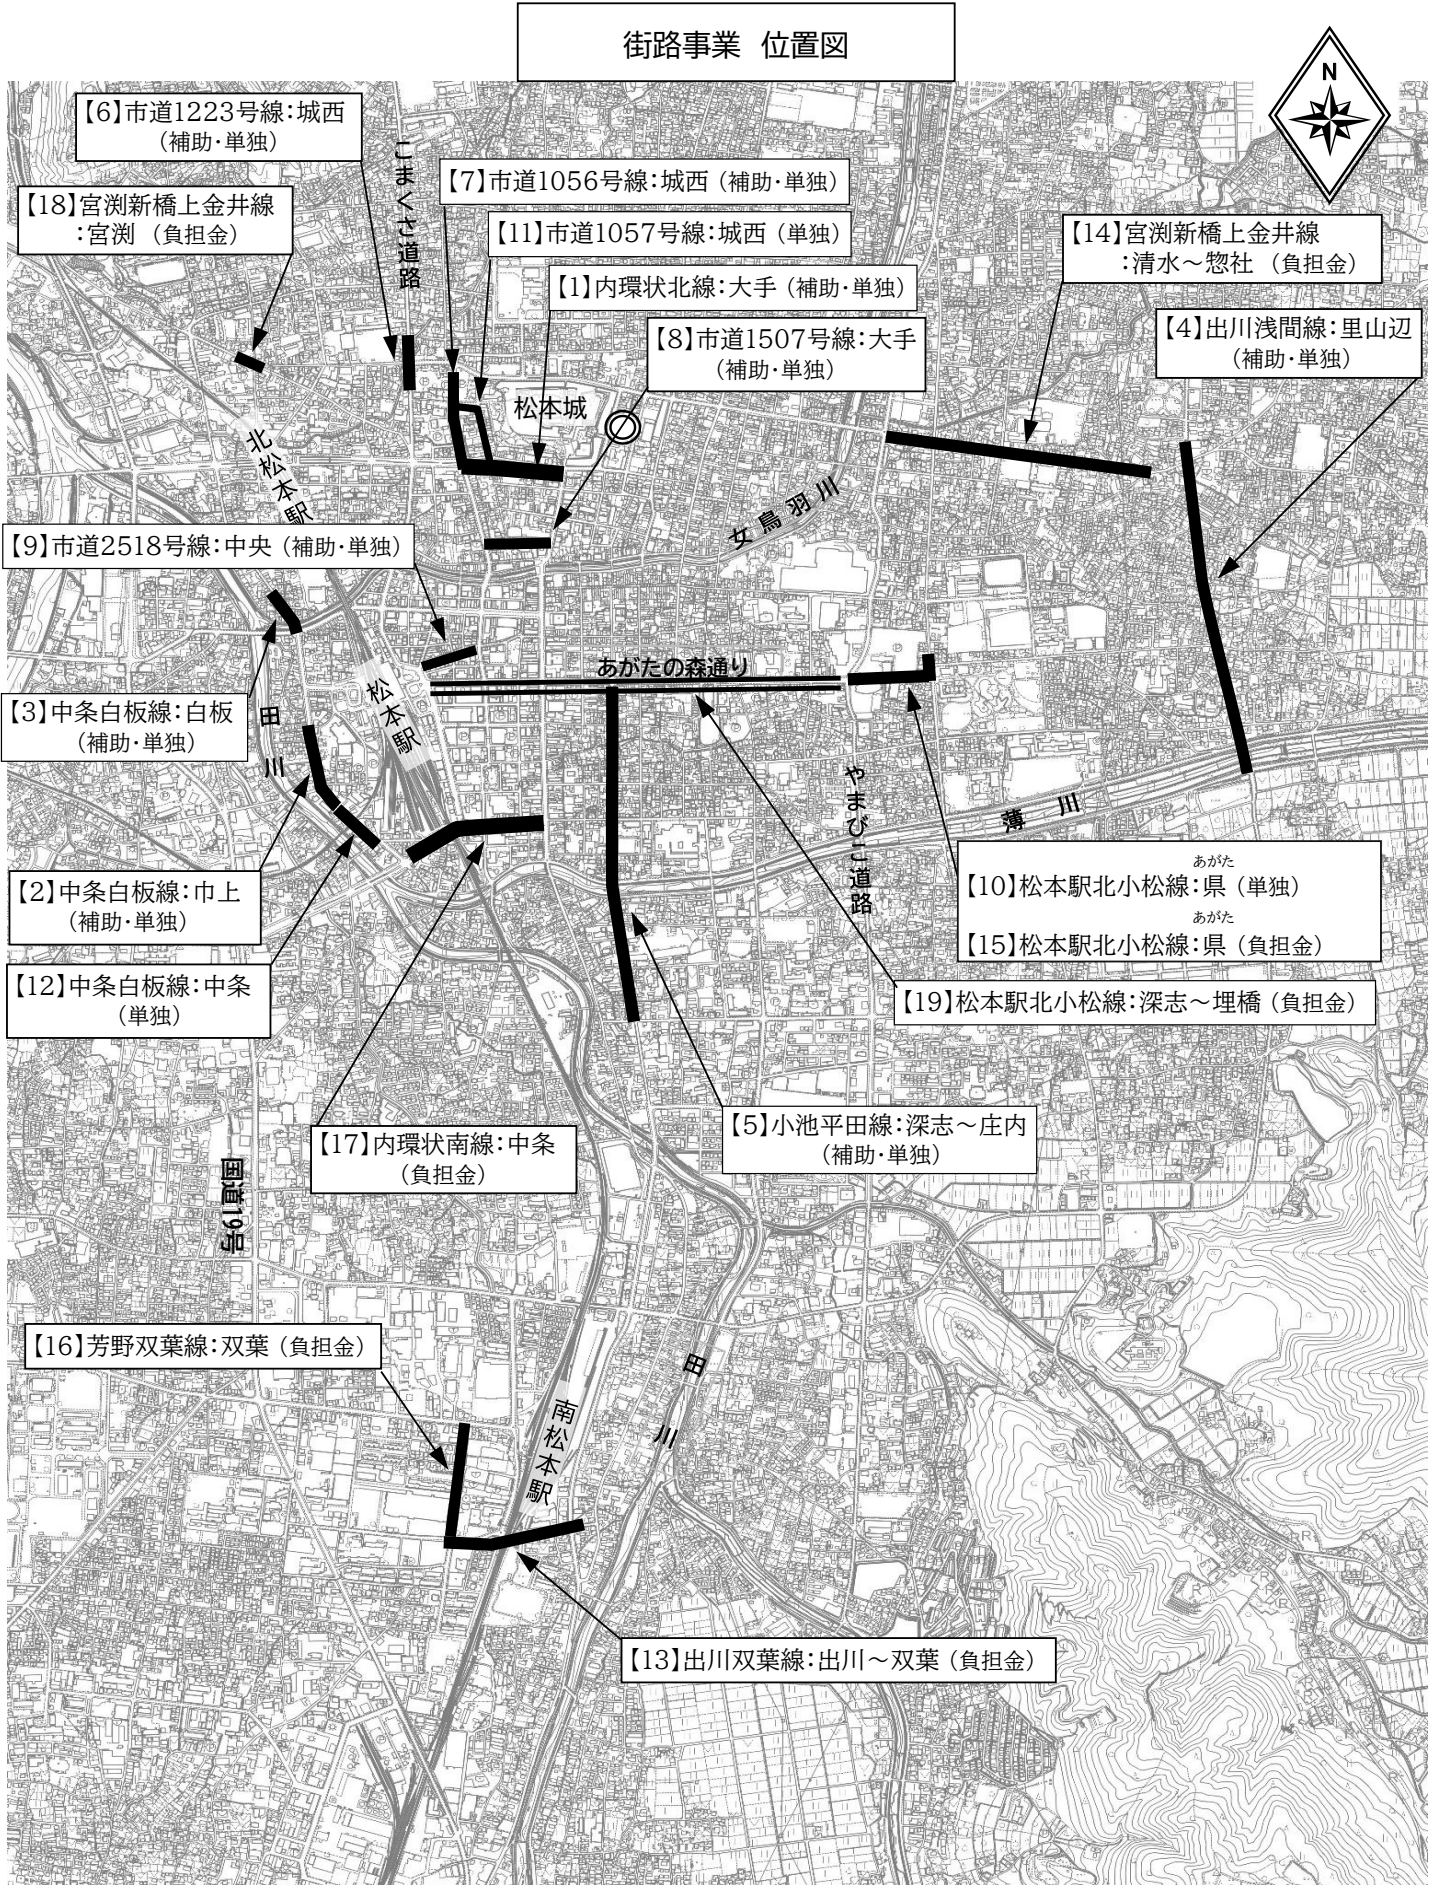 街路事業 位置図
N
【6】市道1223号線：城西
（補助・単独）
こまくさ道路
【7】市道1056号線：城西（補助・単独）
【18】宮渕新橋上金井線
：宮渕（負担金）
【11】市道1057号線：城西（単独）
【14】宮渕新橋上金井線
：清水～惣社（負担金）
【1】内環状北線：大手（補助・単独）
【8】市道1507号線：大手
（補助・単独）
【4】出川浅間線：里山辺
（補助・単独）
松本城
北松本駅
女鳥羽川
【9】市道2518号線：中央（補助・単独）
あがたの森通り
松本駅
【3】中条白板線：白板
（補助・単独）
田川
やまびこ道路
薄川
【2】中条白板線：巾上
（補助・単独）
あがた
【10】松本駅北小松線：県（単独）
あがた
【15】松本駅北小松線：県（負担金）
【12】中条白板線：中条
（単独）
【19】松本駅北小松線：深志～埋橋（負担金）
【5】小池平田線：深志～庄内
（補助・単独）
【17】内環状南線：中条
（負担金）
国道19号
【16】芳野双葉線：双葉（負担金）
田川
南松本駅
【13】出川双葉線：出川～双葉（負担金）